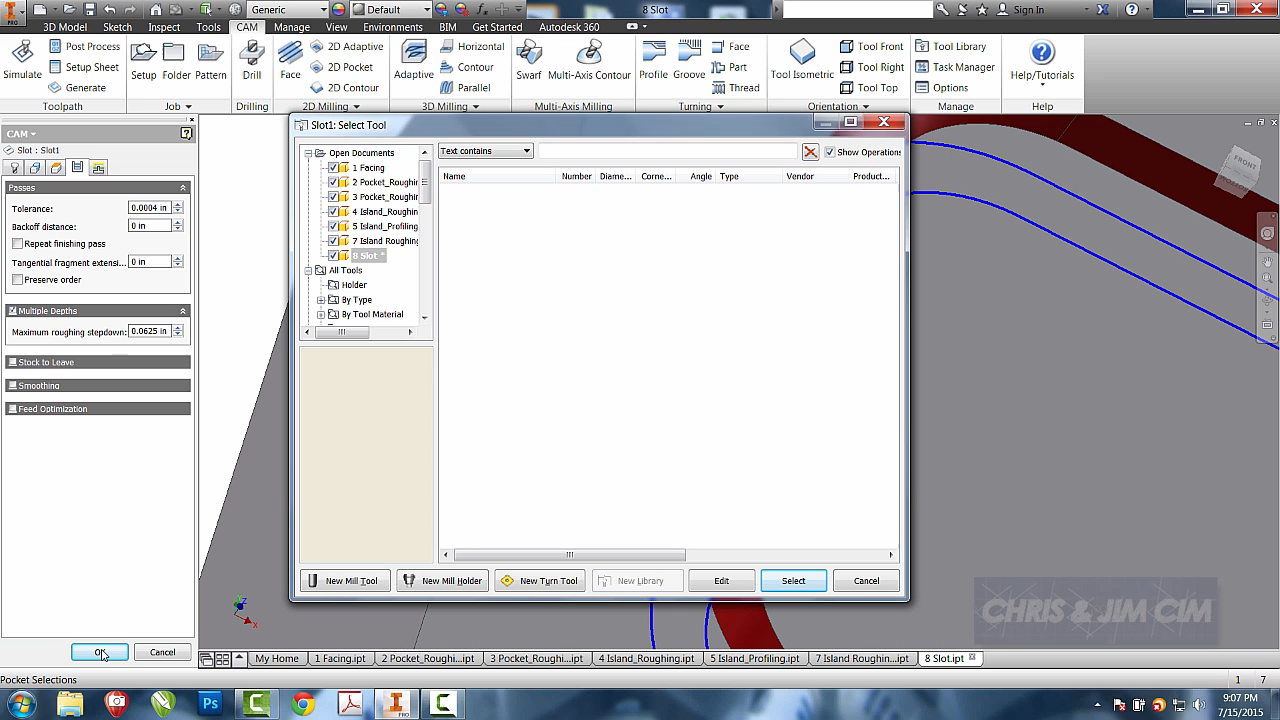 Generic
Default
8 Slot
Sign In
3D Model Sketch Inspect Tools CAM Manage View Environments BIM Get Started Autodesk 360
Simulate
Post Process
Setup Sheet
Generate
Toolpath
Setup
Folder
Job
Drill
Drilling
Face
2D Adaptive
2D Pocket
2D Contour
2D Milling
Adaptive
Horizontal
Contour
Parallel
3D Milling
Swarf
Multi-Axis Contour
Multi-Axis Milling
Profile
Groove
Face
Part
Thread
Turning
Tool Isometric
Tool Front
Tool Right
Tool Top
Orientation
Tool Library
Task Manager
Options
Manage
Help/Tutorials
Help
CAM
Slot : Slot1
Passes
Tolerance: 0.0004 in
Backoff distance: 0 in
Repeat finishing pass
Tangential fragment extensi... 0 in
Preserve order
Multiple Depths
Maximum roughing stepdown: 0.0625 in
Stock to Leave
Smoothing
Feed Optimization
OK Cancel
Pocket Selections
Slot1: Select Tool
Open Documents
1 Facing
2 Pocket_Roughin
3 Pocket_Roughin
4 Island_Roughin
5 Island_Profiling
7 Island Roughing
8 Slot *
All Tools
Holder
By Type
By Tool Material
Text contains
Show Operations
Name Number Diame... Corne... Angle Type Vendor Product...
New Mill Tool New Mill Holder New Turn Tool New Library Edit Select Cancel
FRONT
CHRIS & JIM CIM
My Home 1 Facing.ipt 2 Pocket_Roughi...ipt 3 Pocket_Roughi...ipt 4 Island_Roughing.ipt 5 Island_Profiling.ipt 7 Island Roughin...ipt 8 Slot.ipt
1 7
Ps
PRO
9:07 PM
7/15/2015